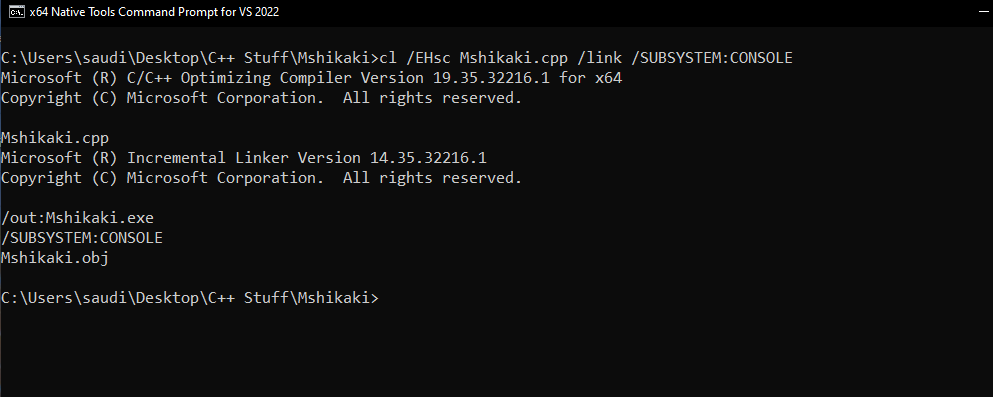 x64 Native Tools Command Prompt for VS 2022
C:\Users\saudi\Desktop\C++ Stuff\Mshikaki>cl /EHsc Mshikaki.cpp /link /SUBSYSTEM:CONSOLE
Microsoft (R) C/C++ Optimizing Compiler Version 19.35.32216.1 for x64
Copyright (C) Microsoft Corporation.  All rights reserved.
Mshikaki.cpp
Microsoft (R) Incremental Linker Version 14.35.32216.1
Copyright (C) Microsoft Corporation.  All rights reserved.
/out:Mshikaki.exe
/SUBSYSTEM:CONSOLE
Mshikaki.obj
C:\Users\saudi\Desktop\C++ Stuff\Mshikaki>